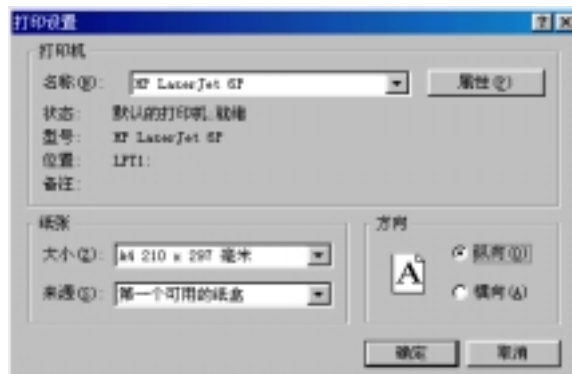 打印设置
打印机
名称(N): HP LaserJet 6P 属性(P)
状态: 默认的打印机,就绪
型号: HP LaserJet 6P
位置: LPT1:
备注:
纸张
大小(Z): A4 210 x 297 毫米
来源(S): 第一个可用的纸盒
方向
A
纵向(O)
横向(A)
确定 取消